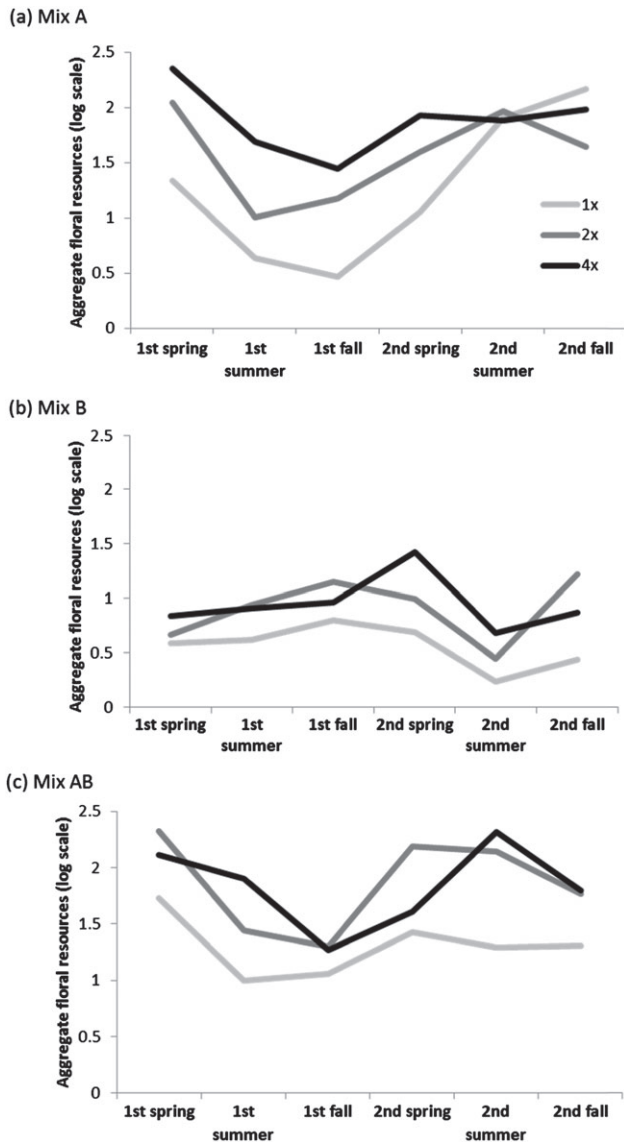 (a) Mix A
Aggregate floral resources (log scale)
2.5
2
1.5
1
0.5
0
1x
2x
4x
1st spring 1st summer 1st fall 2nd spring 2nd summer 2nd fall
(b) Mix B
Aggregate floral resources (log scale)
2.5
2
1.5
1
0.5
0
1st spring 1st summer 1st fall 2nd spring 2nd summer 2nd fall
(c) Mix AB
Aggregate floral resources (log scale)
2.5
2
1.5
1
0.5
0
1st spring 1st summer 1st fall 2nd spring 2nd summer 2nd fall